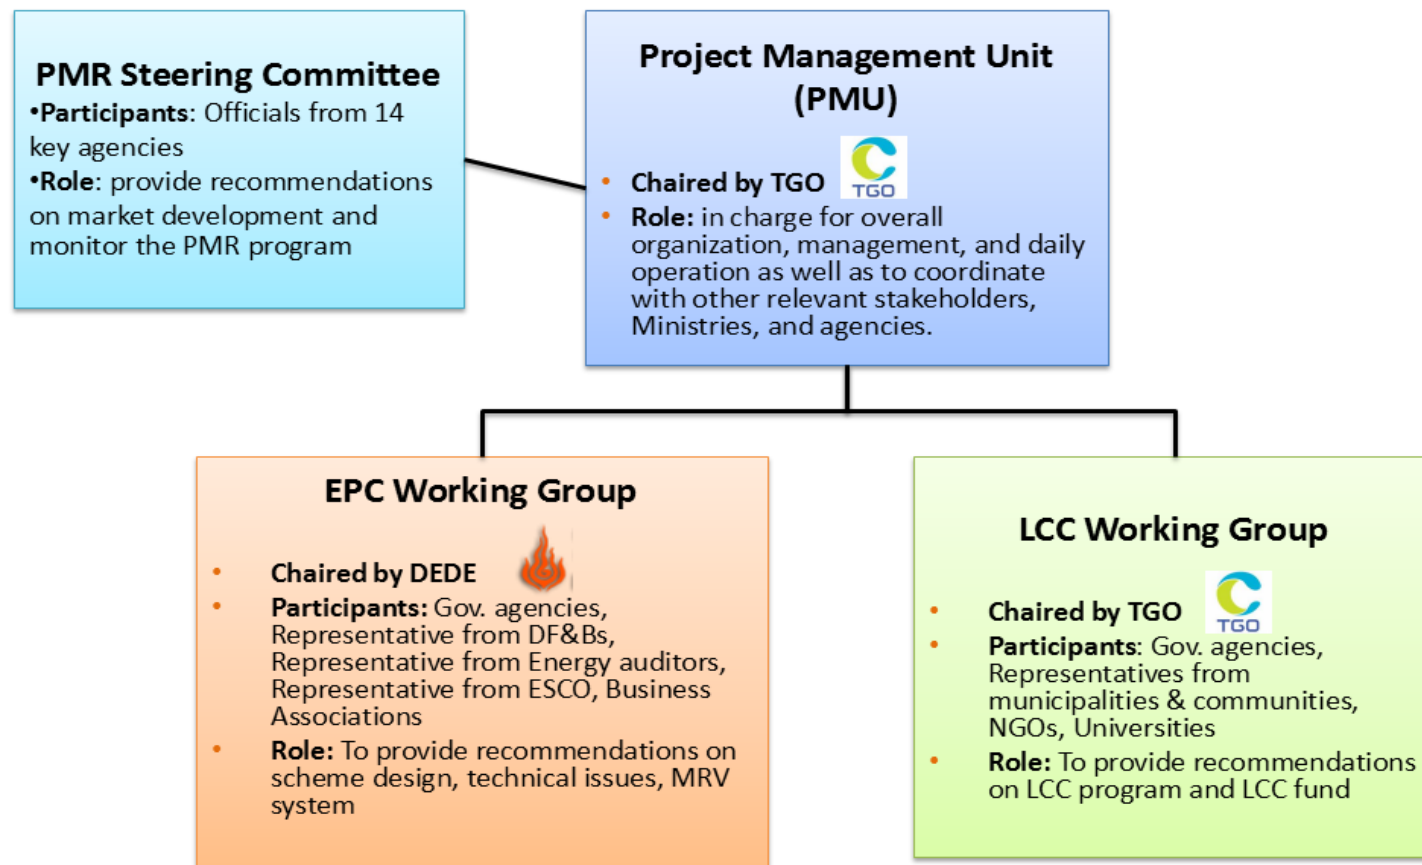 PMR Steering Committee
•Participants: Officials from 14
key agencies
•Role: provide recommendations
on market development and
monitor the PMR program
Project Management Unit
(PMU)
• Chaired by TGO
TGO
• Role: in charge for overall
organization, management, and daily
operation as well as to coordinate
with other relevant stakeholders,
Ministries, and agencies.
EPC Working Group
• Chaired by DEDE
• Participants: Gov. agencies,
Representative from DF&Bs,
Representative from Energy auditors,
Representative from ESCO, Business
Associations
• Role: To provide recommendations on
scheme design, technical issues, MRV
system
LCC Working Group
• Chaired by TGO
TGO
• Participants: Gov. agencies,
Representatives from
municipalities & communities,
NGOs, Universities
• Role: To provide recommendations
on LCC program and LCC fund